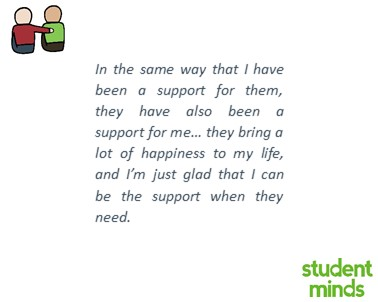 In the same way that I have
been a support for them,
they have also been a
support for me... they bring a
lot of happiness to my life,
and I'm just glad that I can
be the support when they
need.
student
minds